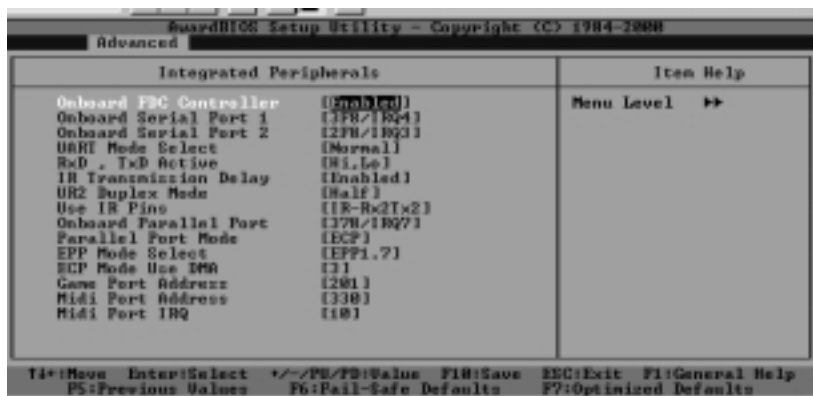 AwardBIOS Setup Utility - Copyright (C) 1984-2000
Advanced
Integrated Peripherals
Item Help
Onboard FDC Controller [Enabled]
Menu Level ►►
Onboard Serial Port 1 [3F8/IRQ4]
Onboard Serial Port 2 [2F8/IRQ3]
UART Mode Select [Normal]
RxD , TxD Active [Hi,Lo]
IR Transmission Delay [Enabled]
UR2 Duplex Mode [Half]
Use IR Pins [IR-Rx2Tx2]
Onboard Parallel Port [378/IRQ7]
Parallel Port Mode [ECP]
EPP Mode Select [EPP1.7]
ECP Mode Use DMA [3]
Game Port Address [201]
Midi Port Address [330]
Midi Port IRQ [10]
:Move Enter:Select +/-/PU/PD:Value F10:Save ESC:Exit F1:General Help
F5:Previous Values F6:Fail-Safe Defaults F7:Optimized Defaults